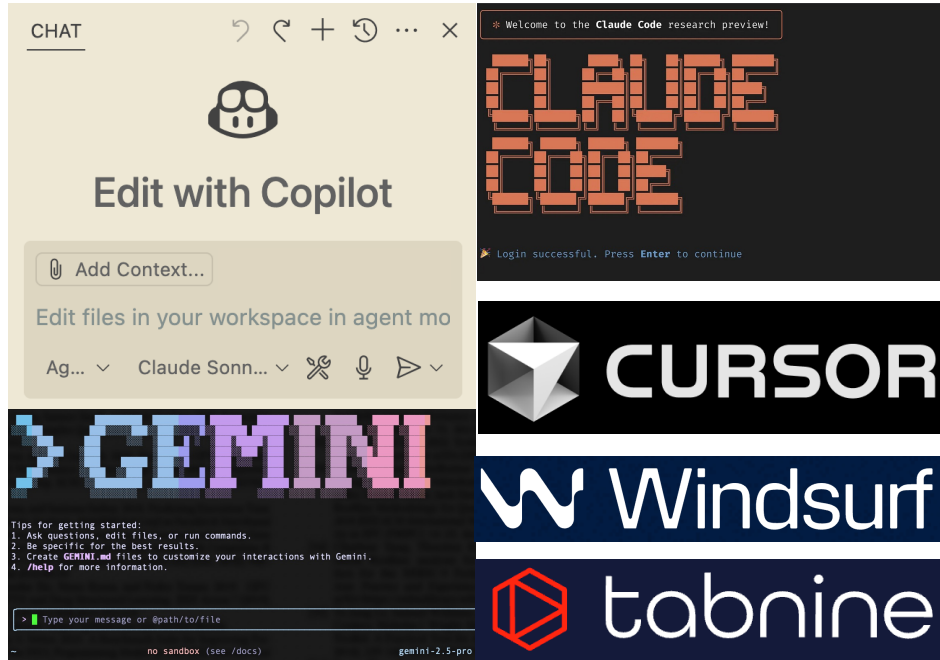 CHAT
Edit with Copilot
Add Context...
Edit files in your workspace in agent mo
Ag... Claude Sonn...
>GEMINI
Tips for getting started:
1. Ask questions, edit files, or run commands.
2. Be specific for the best results.
3. Create GEMINI.md files to customize your interactions with Gemini.
4. /help for more information.
> Type your message or @path/to/file
~ no sandbox (see /docs) gemini-2.5-pro
✻ Welcome to the Claude Code research preview!
CLAUDE
CODE
🎉 Login successful. Press Enter to continue
CURSOR
Windsurf
tabnine